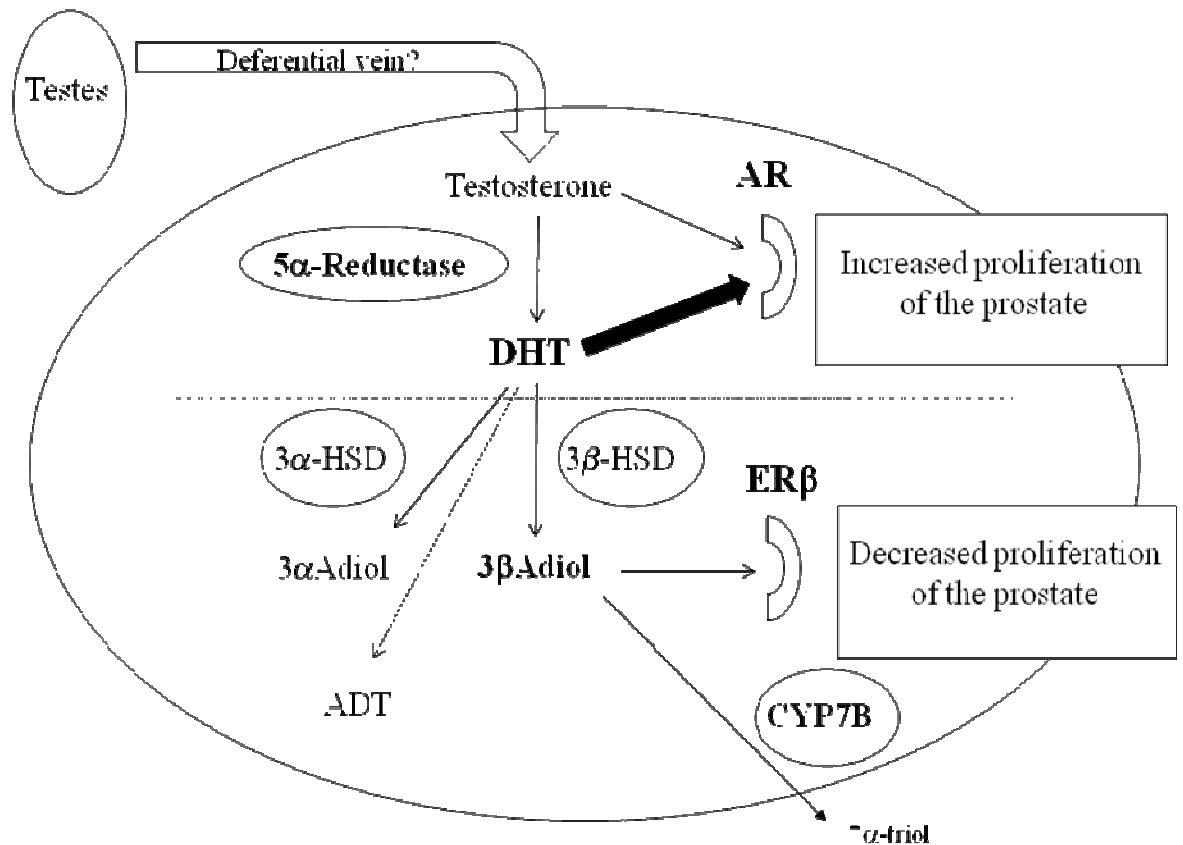 Testes
Deferential vein?
Testosterone
AR
5α-Reductase
Increased proliferation
of the prostate
DHT
3α-HSD
3β-HSD
ERβ
3αAdiol
3βAdiol
Decreased proliferation
of the prostate
ADT
CYP7B
α-triol